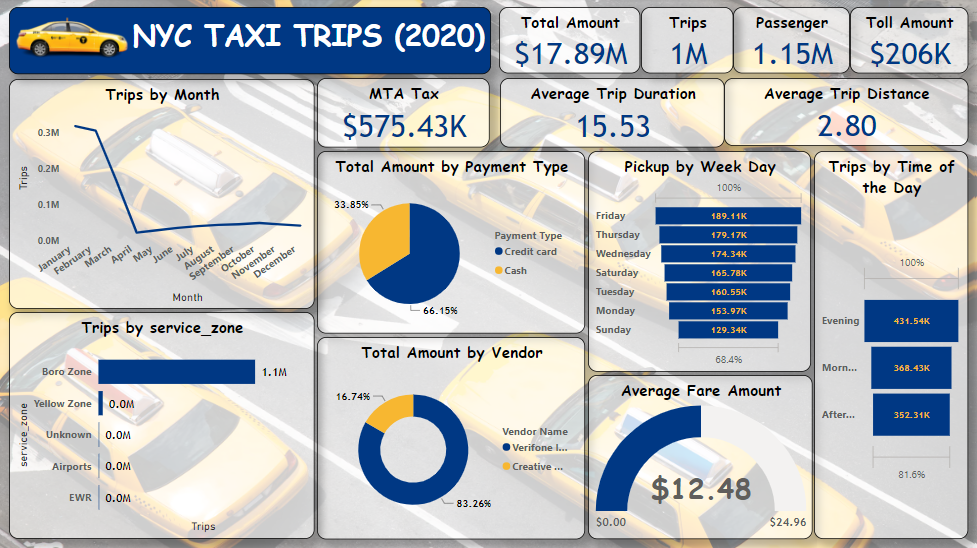 NYC TAXI TRIPS (2020)
Total Amount
$17.89M
Trips
1M
Passenger
1.15M
Toll Amount
$206K
MTA Tax
$575.43K
Average Trip Duration
15.53
Average Trip Distance
2.80
Trips by Month
Trips
0.3M
0.2M
0.1M
0.0M
January
February
March
April
May
June
July
August
September
October
November
December
Month
Total Amount by Payment Type
33.85%
66.15%
Payment Type
Credit card
Cash
Pickup by Week Day
100%
Friday 189.11K
Thursday 179.17K
Wednesday 174.34K
Saturday 165.78K
Tuesday 160.55K
Monday 153.97K
Sunday 129.34K
68.4%
Trips by Time of
the Day
100%
Evening 431.54K
Morn... 368.43K
After... 352.31K
81.6%
Trips by service_zone
service_zone
Boro Zone 1.1M
Yellow Zone 0.0M
Unknown 0.0M
Airports 0.0M
EWR 0.0M
Trips
Total Amount by Vendor
16.74%
83.26%
Vendor Name
Verifone I...
Creative ...
Average Fare Amount
$12.48
$0.00
$24.96